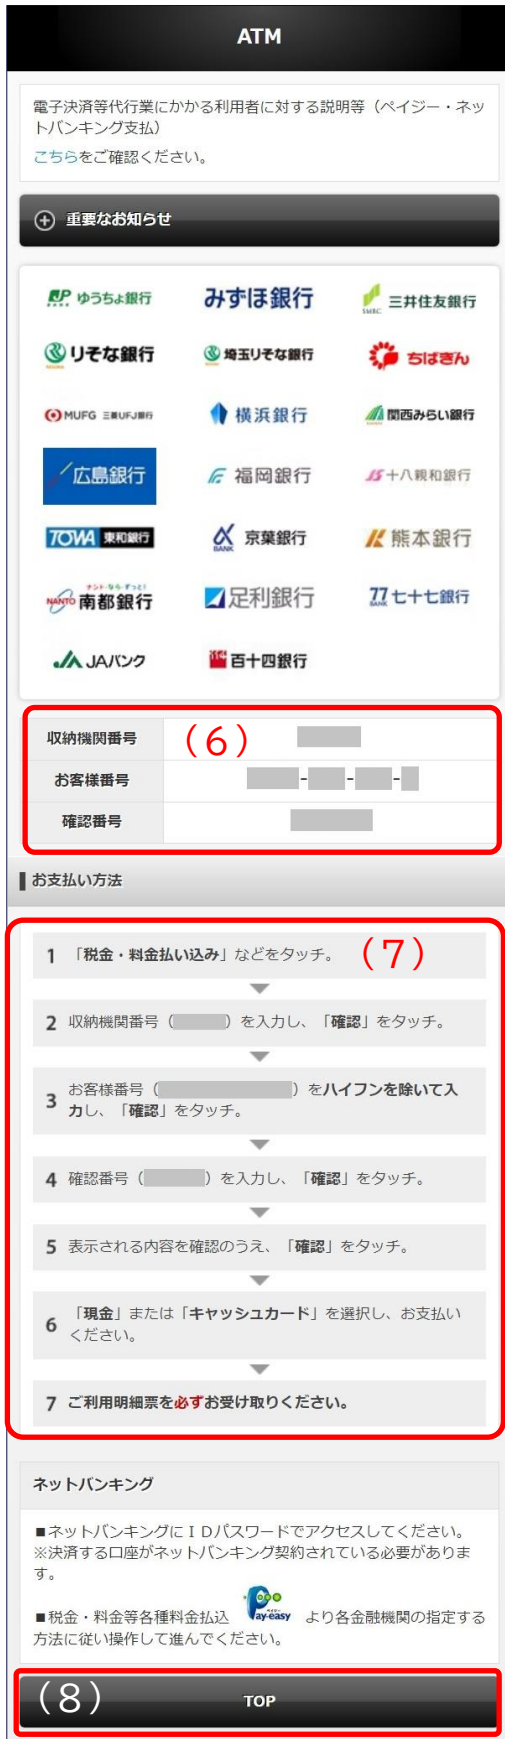 ATM
電子決済等代行業にかかる利用者に対する説明等（ペイジー・ネッ
トバンキング支払）
こちらをご確認ください。
重要なお知らせ
JP ゆうちょ銀行 みずほ銀行 SMBC 三井住友銀行
りそな銀行 埼玉りそな銀行 ちばぎん
MUFG 三菱UFJ銀行 横浜銀行 関西みらい銀行
広島銀行 福岡銀行 十八親和銀行
TOWA 東和銀行 BANK 京葉銀行 熊本銀行
ナント・なら・ずっと!
NANTO 南都銀行 足利銀行 77 BANK 七十七銀行
JA JAバンク 百十四銀行
収納機関番号 （6）
お客様番号 - - -
確認番号
お支払い方法
1 「税金・料金払い込み」などをタッチ。 （7）
2 収納機関番号（ ）を入力し、「確認」をタッチ。
3 お客様番号（ ）をハイフンを除いて入
力し、「確認」をタッチ。
4 確認番号（ ）を入力し、「確認」をタッチ。
5 表示される内容を確認のうえ、「確認」をタッチ。
6 「現金」または「キャッシュカード」を選択し、お支払い
ください。
7 ご利用明細票を必ずお受け取りください。
ネットバンキング
■ネットバンキングにＩＤパスワードでアクセスしてください。
※決済する口座がネットバンキング契約されている必要がありま
す。
■税金・料金等各種料金払込 ペイジー Pay-easy より各金融機関の指定する
方法に従い操作して進んでください。
（8） TOP